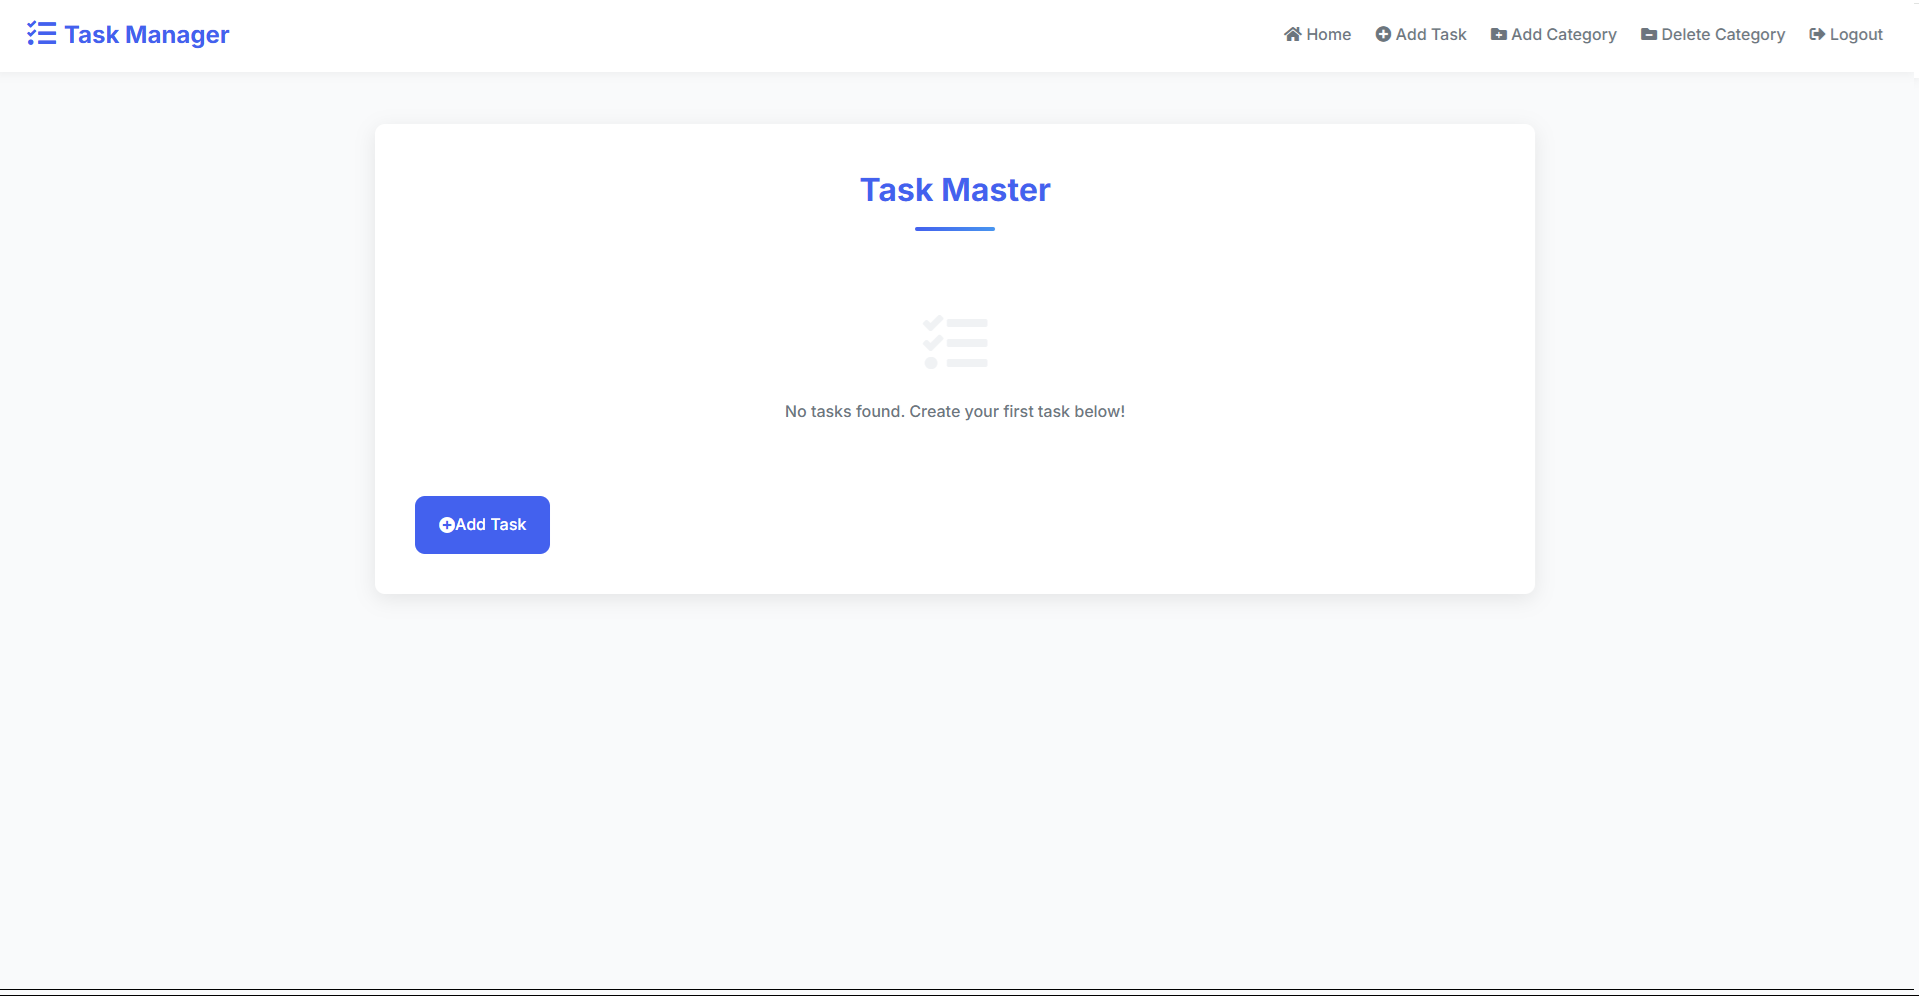 Task Manager
Home Add Task Add Category Delete Category Logout
Task Master
No tasks found. Create your first task below!
Add Task